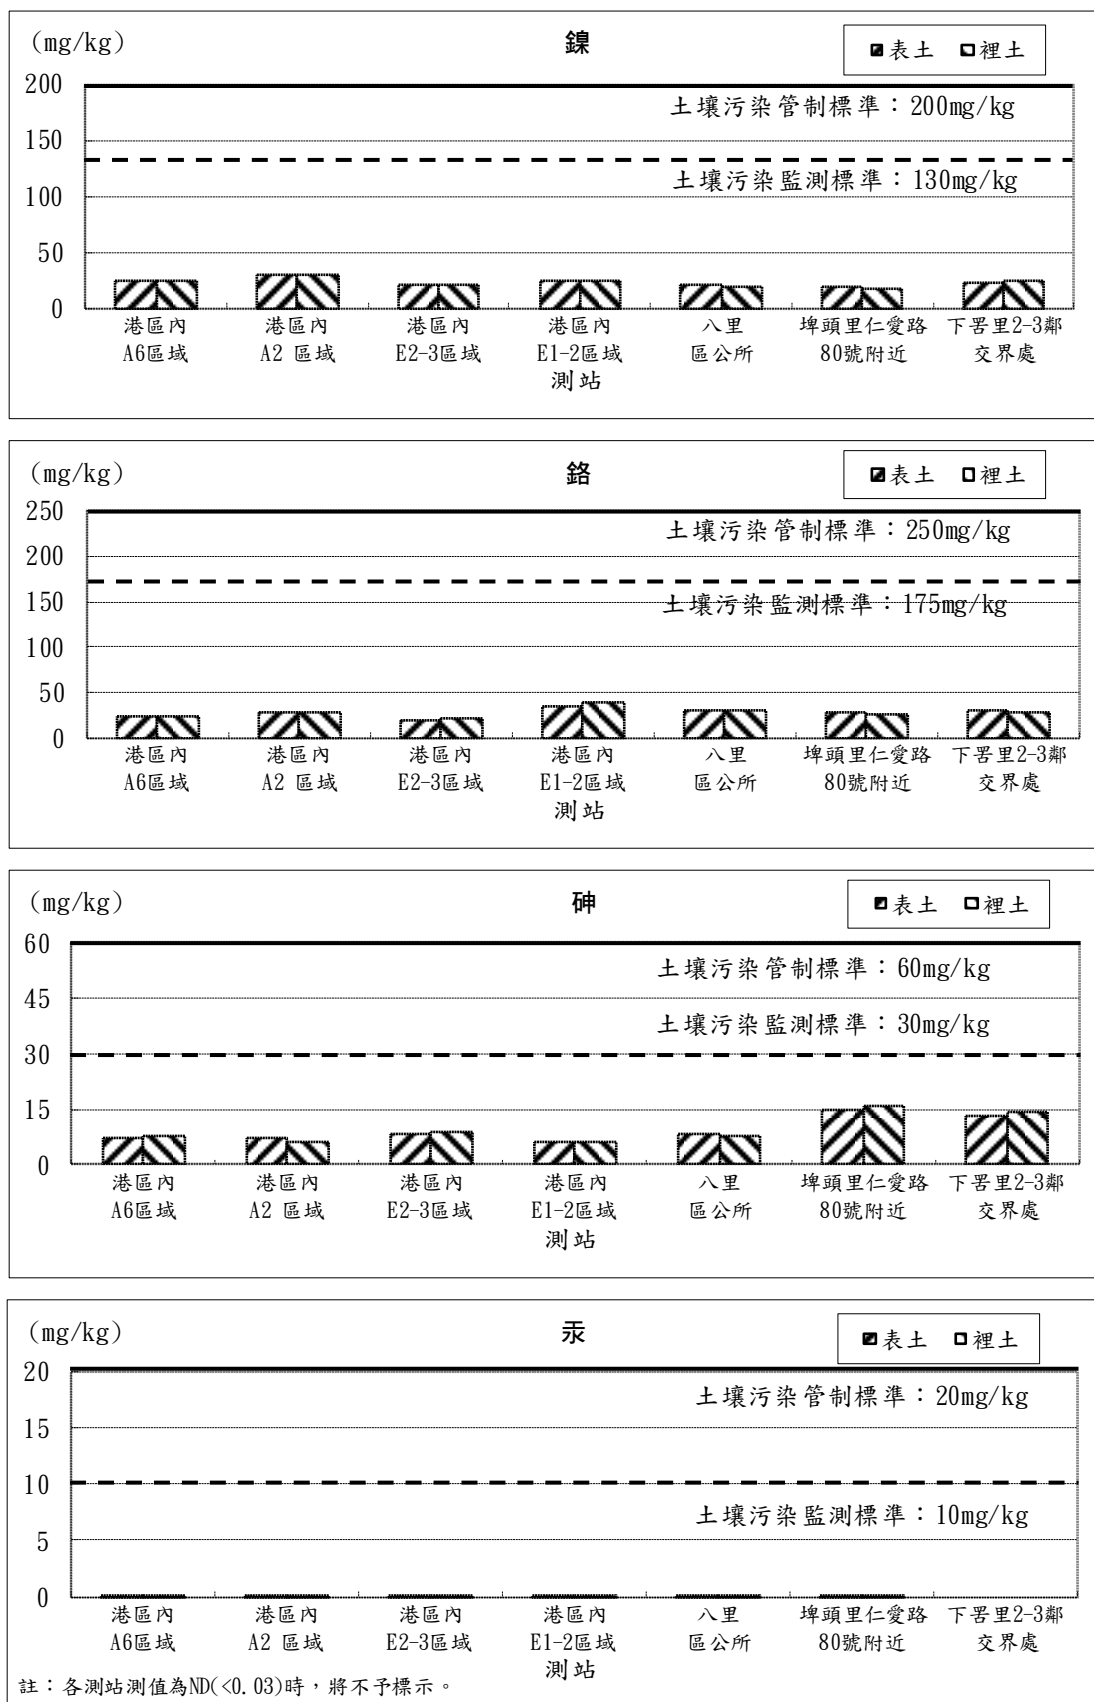 (mg/kg)
鎳
表土 裡土
200
土壤污染管制標準：200mg/kg
150
土壤污染監測標準：130mg/kg
100
50
0
港區內 港區內 港區內 港區內 八里 埤頭里仁愛路 下罟里2-3鄰
A6區域 A2 區域 E2-3區域 E1-2區域 區公所 80號附近 交界處
測站
(mg/kg)
鉻
表土 裡土
250
土壤污染管制標準：250mg/kg
200
150
土壤污染監測標準：175mg/kg
100
50
0
港區內 港區內 港區內 港區內 八里 埤頭里仁愛路 下罟里2-3鄰
A6區域 A2 區域 E2-3區域 E1-2區域 區公所 80號附近 交界處
測站
(mg/kg)
砷
表土 裡土
60
土壤污染管制標準：60mg/kg
45
土壤污染監測標準：30mg/kg
30
15
0
港區內 港區內 港區內 港區內 八里 埤頭里仁愛路 下罟里2-3鄰
A6區域 A2 區域 E2-3區域 E1-2區域 區公所 80號附近 交界處
測站
(mg/kg)
汞
表土 裡土
20
土壤污染管制標準：20mg/kg
15
10
土壤污染監測標準：10mg/kg
5
0
港區內 港區內 港區內 港區內 八里 埤頭里仁愛路 下罟里2-3鄰
A6區域 A2 區域 E2-3區域 E1-2區域 區公所 80號附近 交界處
測站
註：各測站測值為ND(<0.03)時，將不予標示。